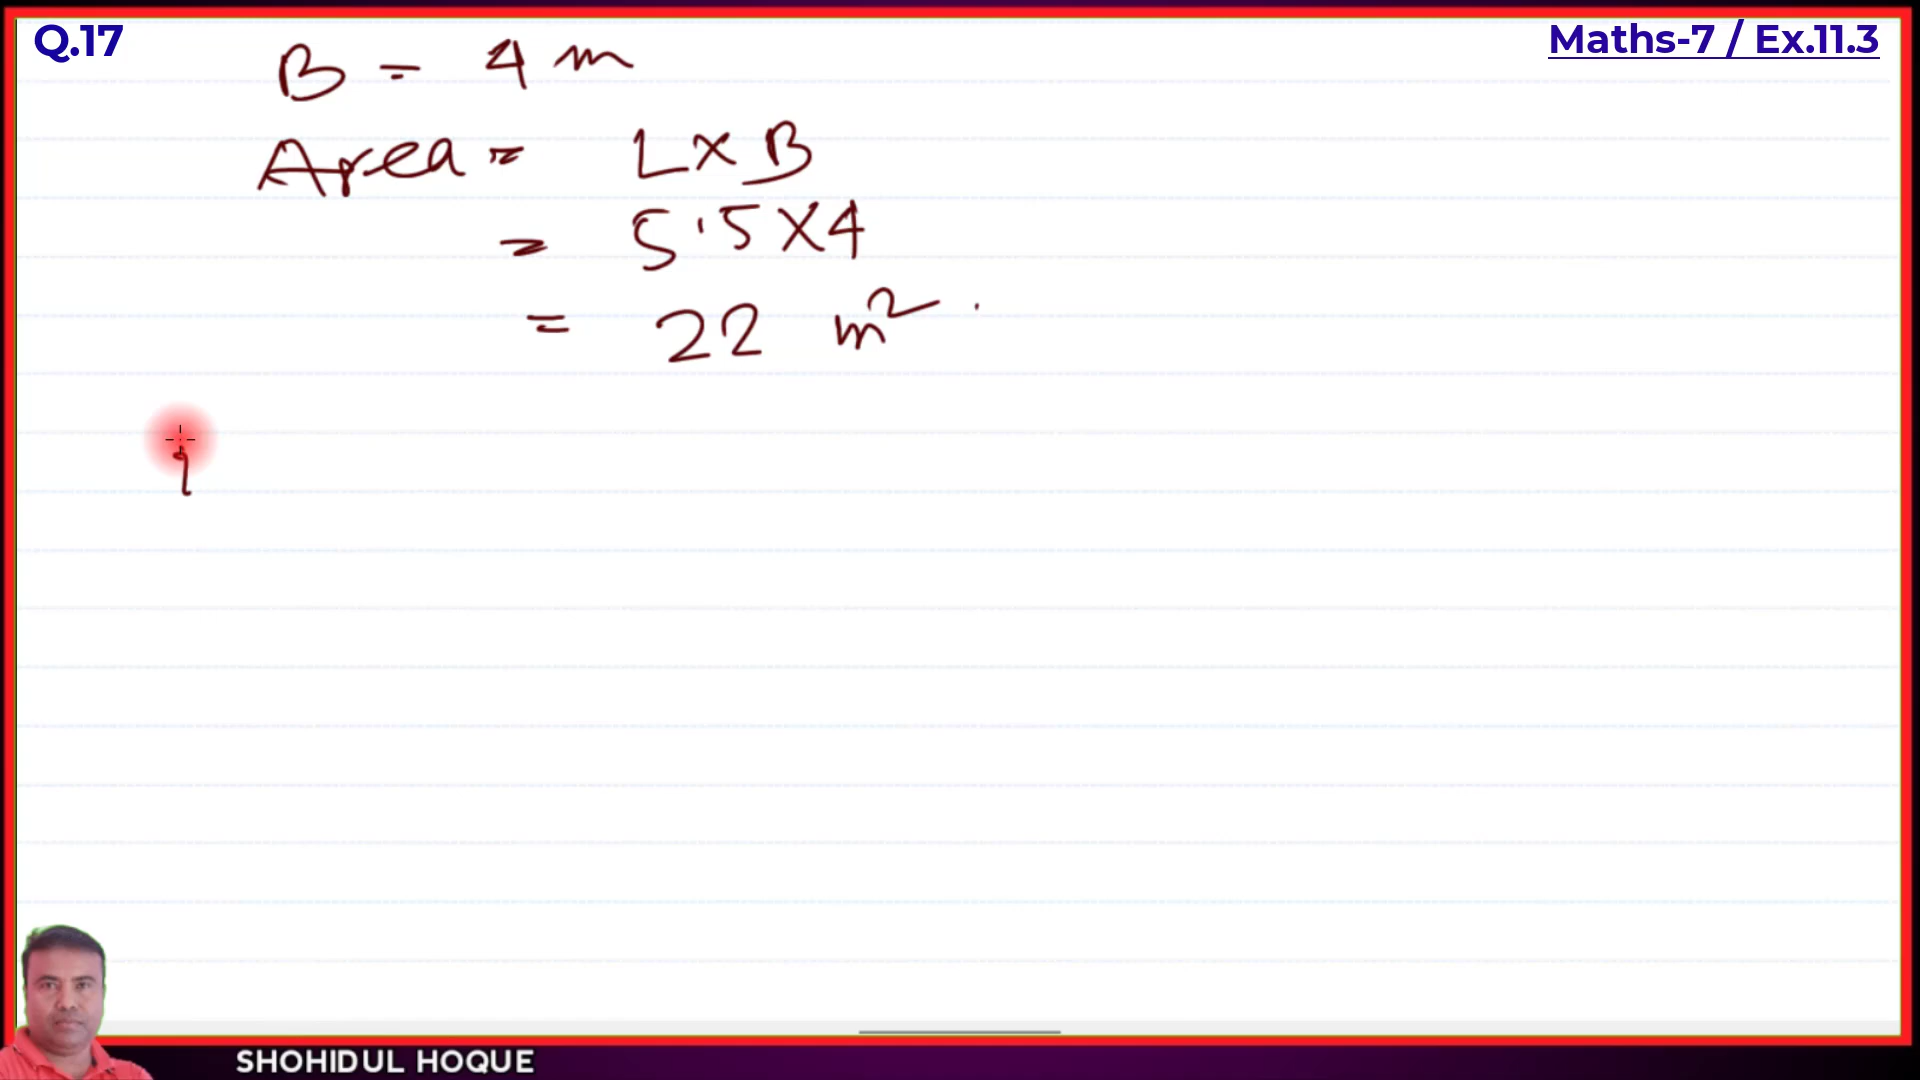 Q.17
Maths-7 / Ex.11.3
B = 4 m
Area = L × B
= 5.5 × 4
= 22 m².
SHOHIDUL HOQUE